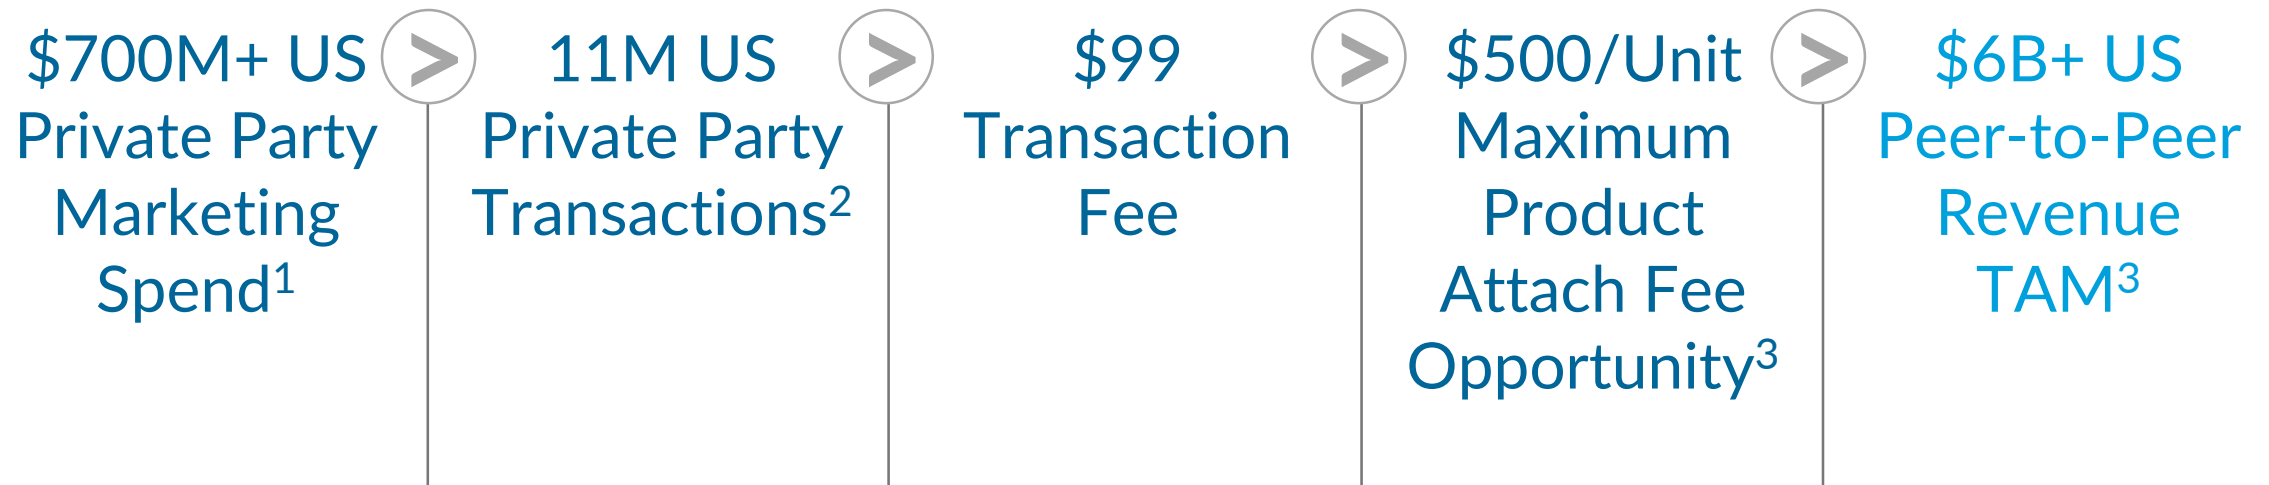 $700M+ US
Private Party
Marketing
Spend¹
>
11M US
Private Party
Transactions²
>
$99
Transaction
Fee
>
$500/Unit
Maximum
Product
Attach Fee
Opportunity³
>
$6B+ US
Peer-to-Peer
Revenue
TAM³